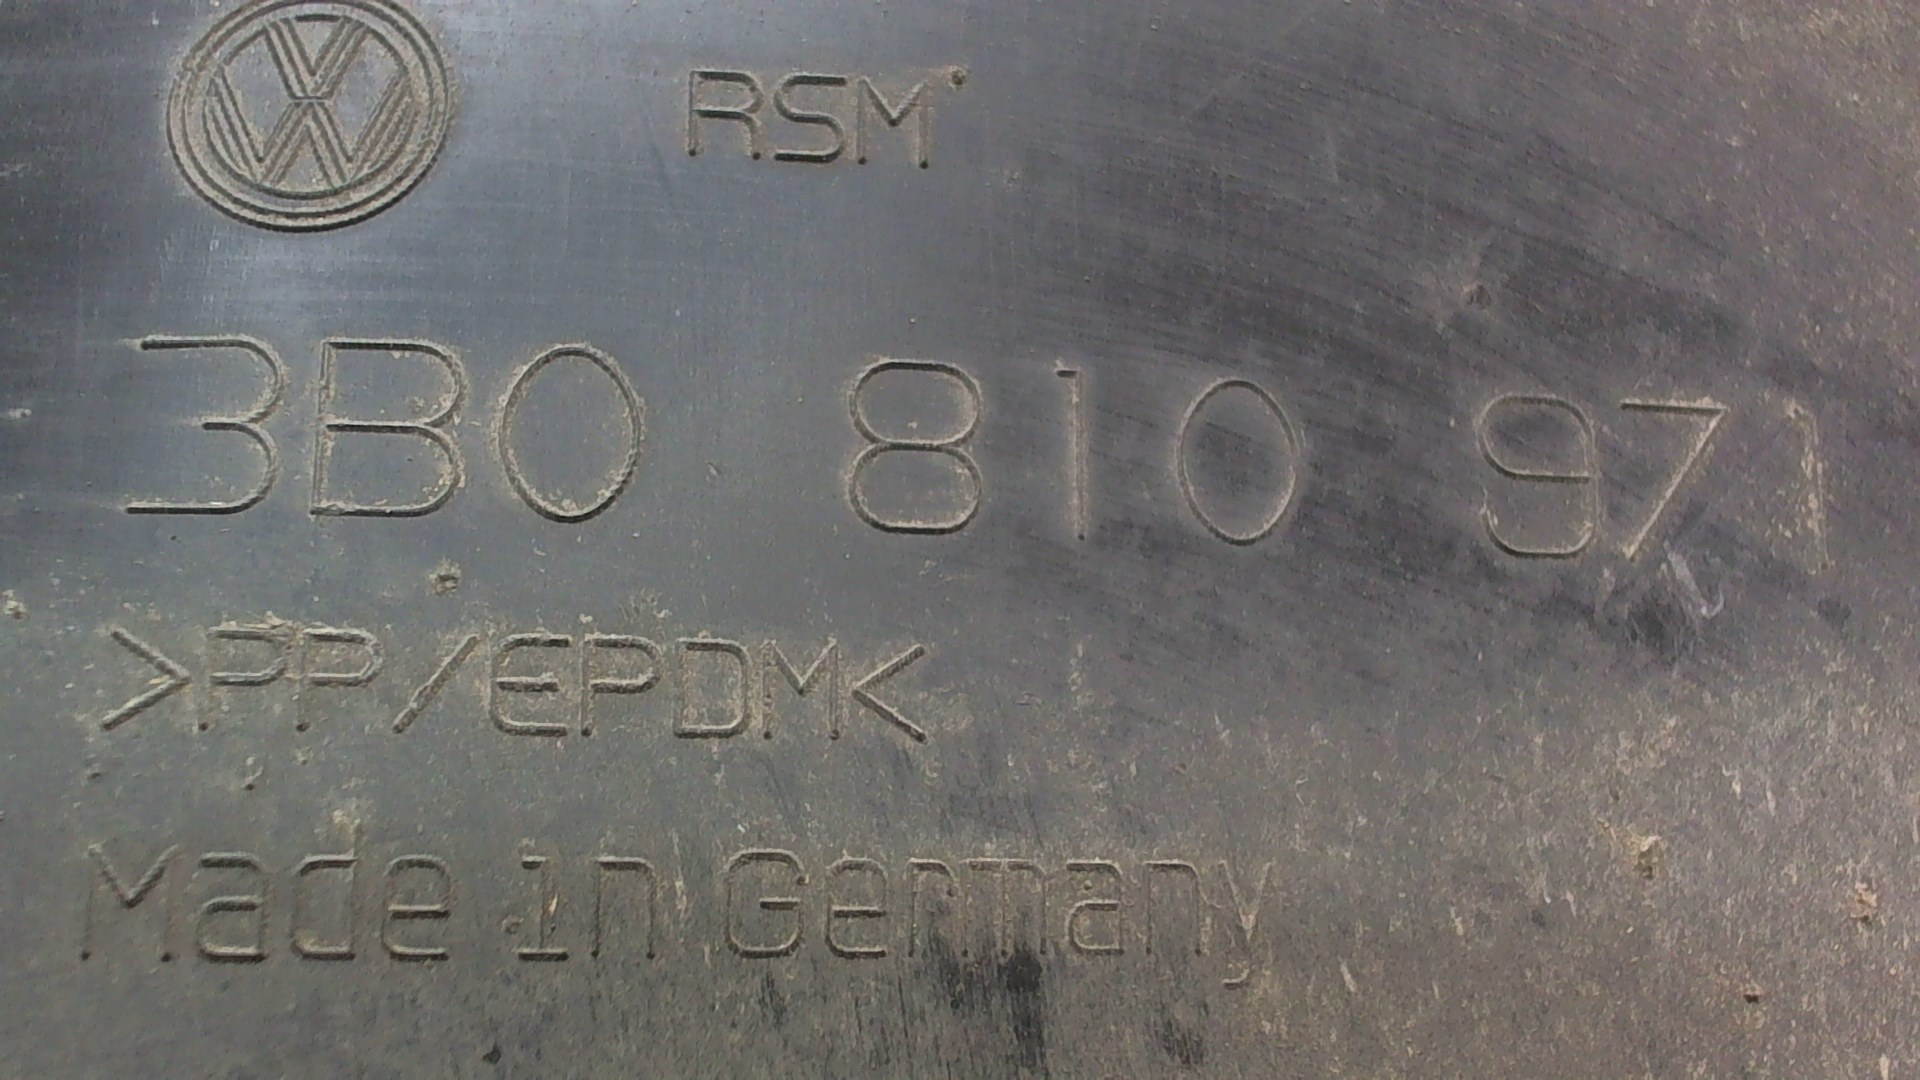 RSM
3B0 810 971
>PP/EPDM<
Made in Germany